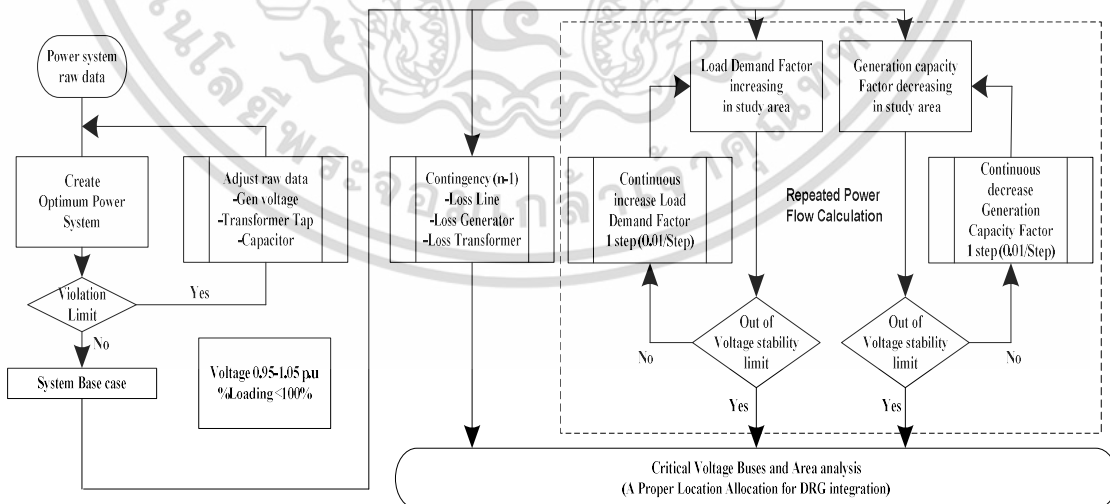 Power system
raw data
Create
Optimum Power
System
Adjust raw data
-Gen voltage
-Transformer Tap
-Capacitor
Violation
Limit
Yes
No
System Base case
Voltage 0.95-1.05 p.u
%Loading <100%
Contingency (n-1)
-Loss Line
-Loss Generator
-Loss Transformer
Load Demand Factor
increasing
in study area
Generation capacity
Factor decreasing
in study area
Continuous
increase Load
Demand Factor
1 step (0.01/Step)
Repeated Power
Flow Calculation
Continuous
decrease
Generation
Capacity Factor
1 step (0.01/Step)
Out of
Voltage stability
limit
No
Yes
Out of
Voltage stability
limit
No
Yes
Critical Voltage Buses and Area analysis
(A Proper Location Allocation for DRG integration)